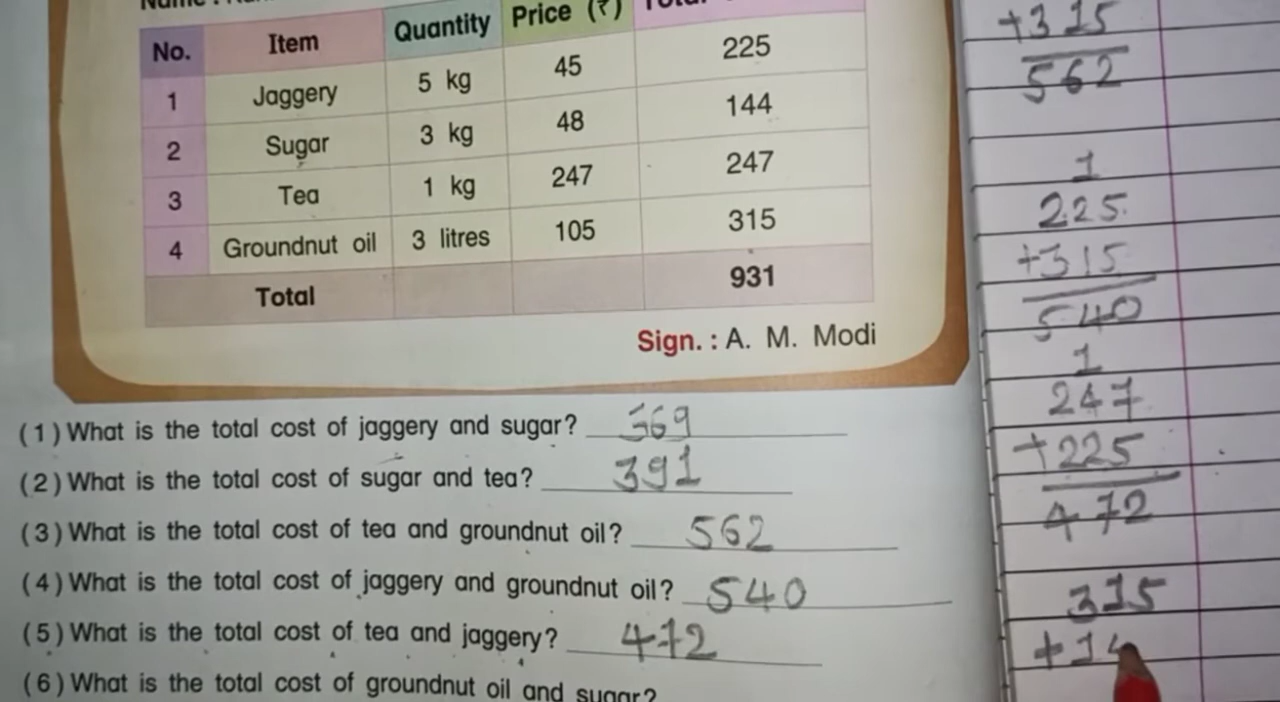 No. Item Quantity Price (₹)
1 Jaggery 5 kg 45 225
2 Sugar 3 kg 48 144
3 Tea 1 kg 247 247
4 Groundnut oil 3 litres 105 315
Total 931
Sign. : A. M. Modi
(1) What is the total cost of jaggery and sugar? 369
(2) What is the total cost of sugar and tea? 391
(3) What is the total cost of tea and groundnut oil? 562
(4) What is the total cost of jaggery and groundnut oil? 540
(5) What is the total cost of tea and jaggery? 472
(6) What is the total cost of groundnut oil and sugar?
+315
562
1
225
+315
540
1
247
+225
472
315
+14